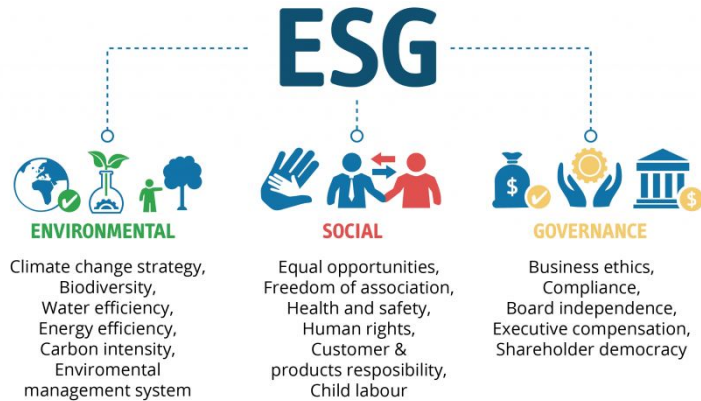 ESG
ENVIRONMENTAL
Climate change strategy,
Biodiversity,
Water efficiency,
Energy efficiency,
Carbon intensity,
Enviromental
management system
SOCIAL
Equal opportunities,
Freedom of association,
Health and safety,
Human rights,
Customer &
products resposibility,
Child labour
$
$
GOVERNANCE
Business ethics,
Compliance,
Board independence,
Executive compensation,
Shareholder democracy